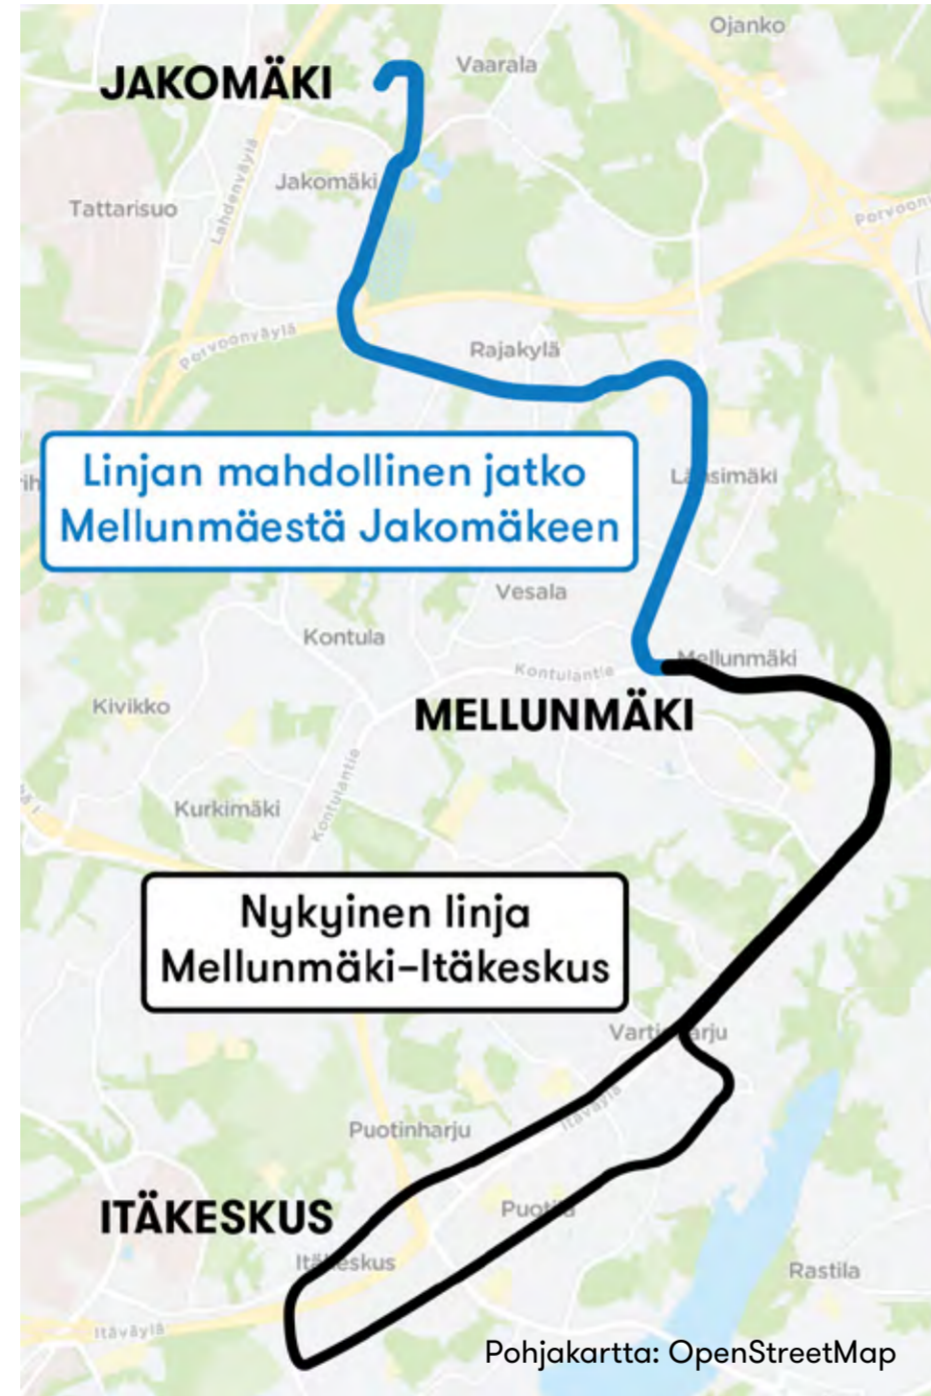 Ojanko
Vaarala
JAKOMÄKI
Lahdenväylä
Jakomäki
Tattarisuo
Porvoonväylä
Rajakylä
Linjan mahdollinen jatko
Mellunmäestä Jakomäkeen
Vesala
Kontula
Mellunmäki
Kontulantie
Kivikko
MELLUNMÄKI
Kontulantie
Kurkimäki
Nykyinen linja
Mellunmäki–Itäkeskus
Itäväylä
Puotinharju
ITÄKESKUS
Itäkeskus
Rastila
Itäväylä
Pohjakartta: OpenStreetMap